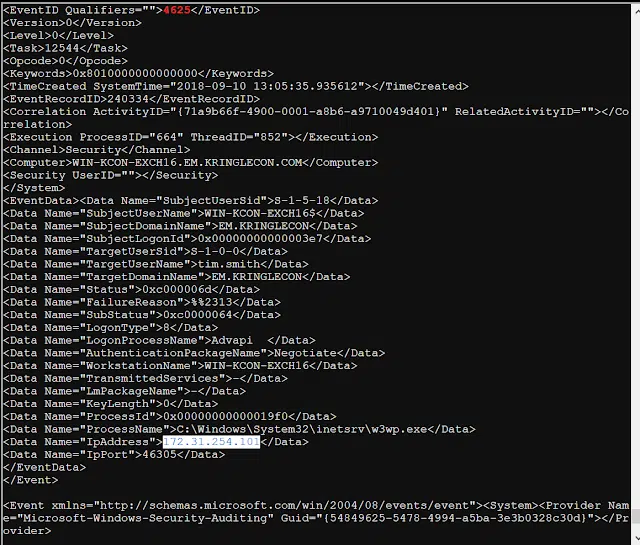 <EventID Qualifiers="">4625</EventID>
<Version>0</Version>
<Level>0</Level>
<Task>12544</Task>
<Opcode>0</Opcode>
<Keywords>0x8010000000000000</Keywords>
<TimeCreated SystemTime="2018-09-10 13:05:35.935612"></TimeCreated>
<EventRecordID>240334</EventRecordID>
<Correlation ActivityID="{71a9b66f-4900-0001-a8b6-a9710049d401}" RelatedActivityID=""></Co
rrelation>
<Execution ProcessID="664" ThreadID="852"></Execution>
<Channel>Security</Channel>
<Computer>WIN-KCON-EXCH16.EM.KRINGLECON.COM</Computer>
<Security UserID=""></Security>
</System>
<EventData><Data Name="SubjectUserSid">S-1-5-18</Data>
<Data Name="SubjectUserName">WIN-KCON-EXCH16$</Data>
<Data Name="SubjectDomainName">EM.KRINGLECON</Data>
<Data Name="SubjectLogonId">0x00000000000003e7</Data>
<Data Name="TargetUserSid">S-1-0-0</Data>
<Data Name="TargetUserName">tim.smith</Data>
<Data Name="TargetDomainName">EM.KRINGLECON</Data>
<Data Name="Status">0xc000006d</Data>
<Data Name="FailureReason">%%2313</Data>
<Data Name="SubStatus">0xc0000064</Data>
<Data Name="LogonType">8</Data>
<Data Name="LogonProcessName">Advapi  </Data>
<Data Name="AuthenticationPackageName">Negotiate</Data>
<Data Name="WorkstationName">WIN-KCON-EXCH16</Data>
<Data Name="TransmittedServices">-</Data>
<Data Name="LmPackageName">-</Data>
<Data Name="KeyLength">0</Data>
<Data Name="ProcessId">0x00000000000019f0</Data>
<Data Name="ProcessName">C:\Windows\System32\inetsrv\w3wp.exe</Data>
<Data Name="IpAddress">172.31.254.101</Data>
<Data Name="IpPort">46305</Data>
</EventData>
</Event>
<Event xmlns="http://schemas.microsoft.com/win/2004/08/events/event"><System><Provider Nam
e="Microsoft-Windows-Security-Auditing" Guid="{54849625-5478-4994-a5ba-3e3b0328c30d}"></Pr
ovider>